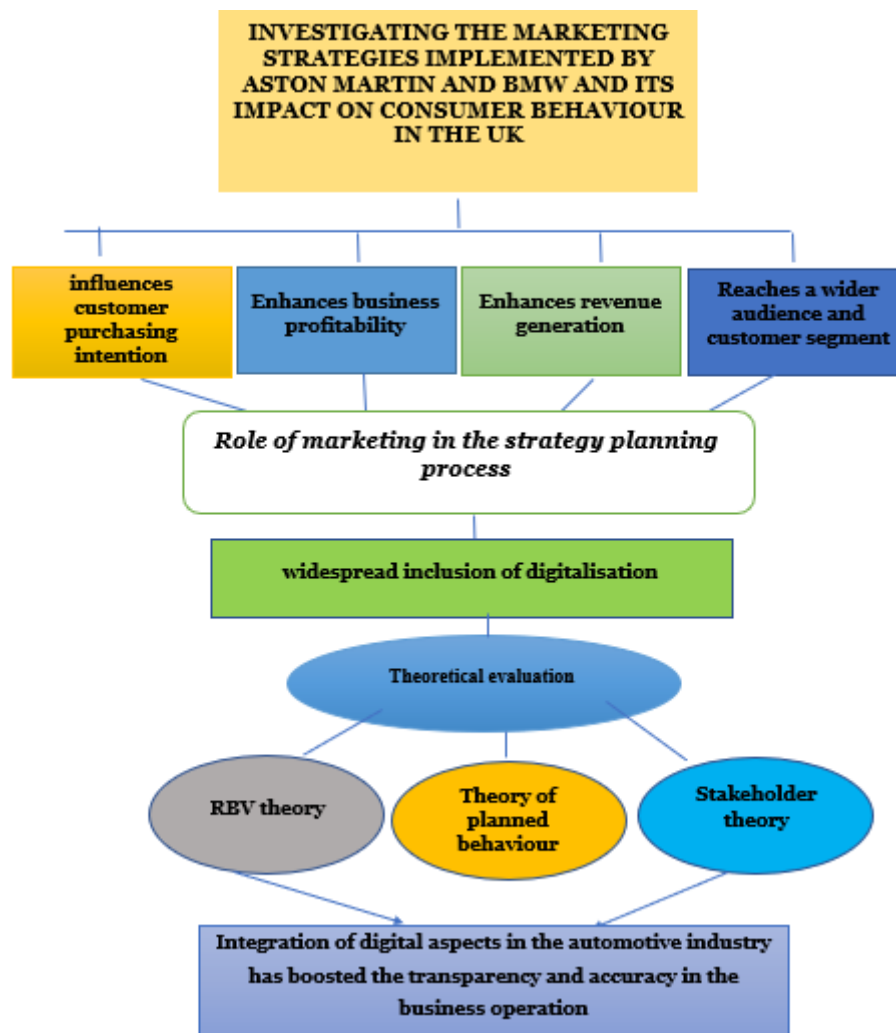 INVESTIGATING THE MARKETING
STRATEGIES IMPLEMENTED BY
ASTON MARTIN AND BMW AND ITS
IMPACT ON CONSUMER BEHAVIOUR
IN THE UK
influences
customer
purchasing
intention
Enhances business
profitability
Enhances revenue
generation
Reaches a wider
audience and
customer segment
Role of marketing in the strategy planning
process
widespread inclusion of digitalisation
Theoretical evaluation
RBV theory
Theory of
planned
behaviour
Stakeholder
theory
Integration of digital aspects in the automotive industry
has boosted the transparency and accuracy in the
business operation